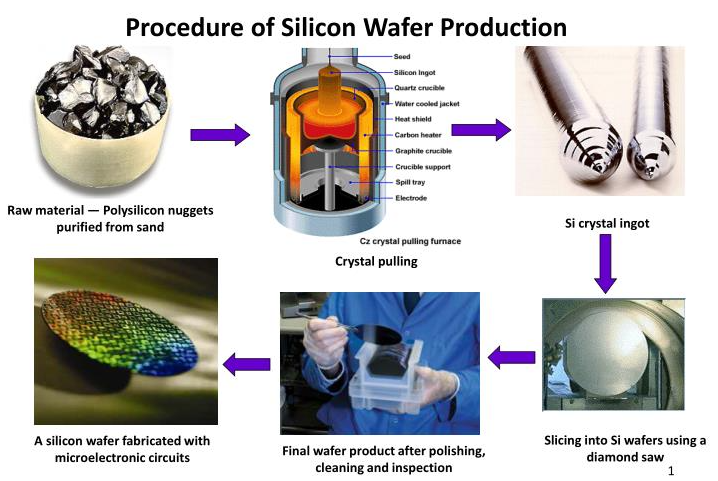 Procedure of Silicon Wafer Production
Seed
Silicon Ingot
Quartz crucible
Water cooled jacket
Heat shield
Carbon heater
Graphite crucible
Crucible support
Spill tray
Electrode
Cz crystal pulling furnace
Raw material — Polysilicon nuggets
purified from sand
Crystal pulling
Si crystal ingot
A silicon wafer fabricated with
microelectronic circuits
Final wafer product after polishing,
cleaning and inspection
Slicing into Si wafers using a
diamond saw
1